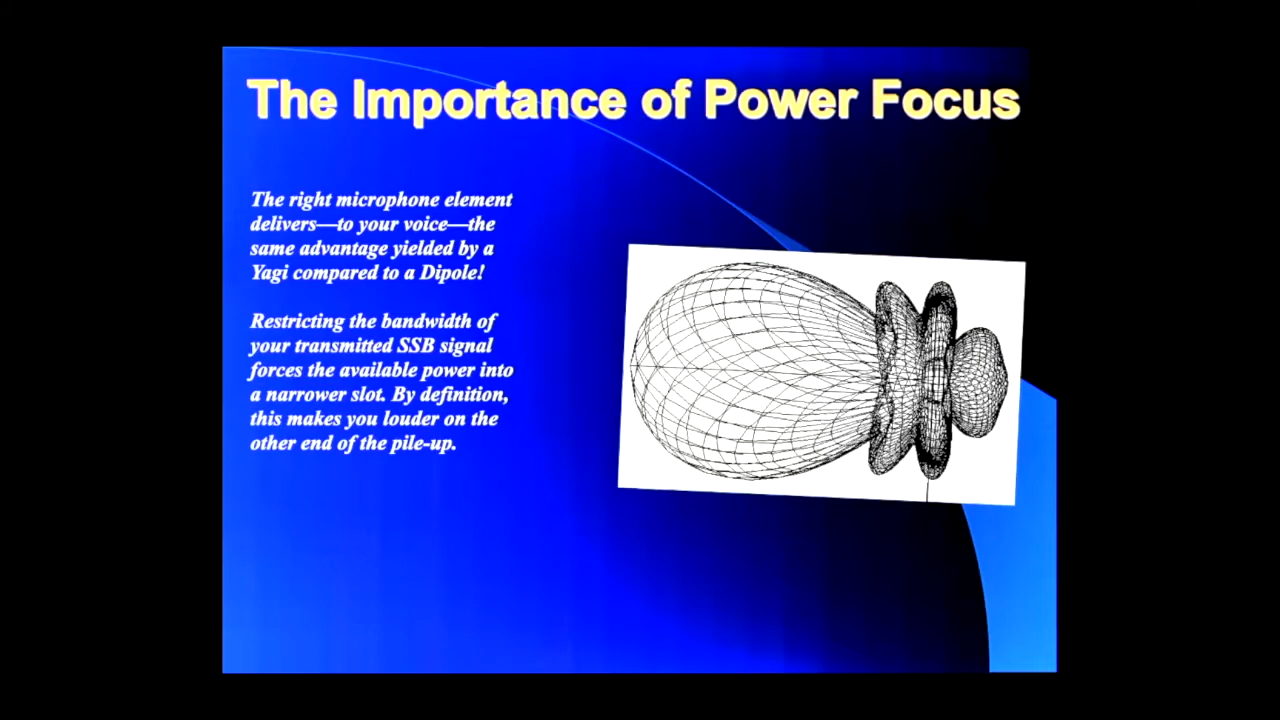 The Importance of Power Focus
The right microphone element
delivers—to your voice—the
same advantage yielded by a
Yagi compared to a Dipole!
Restricting the bandwidth of
your transmitted SSB signal
forces the available power into
a narrower slot. By definition,
this makes you louder on the
other end of the pile-up.